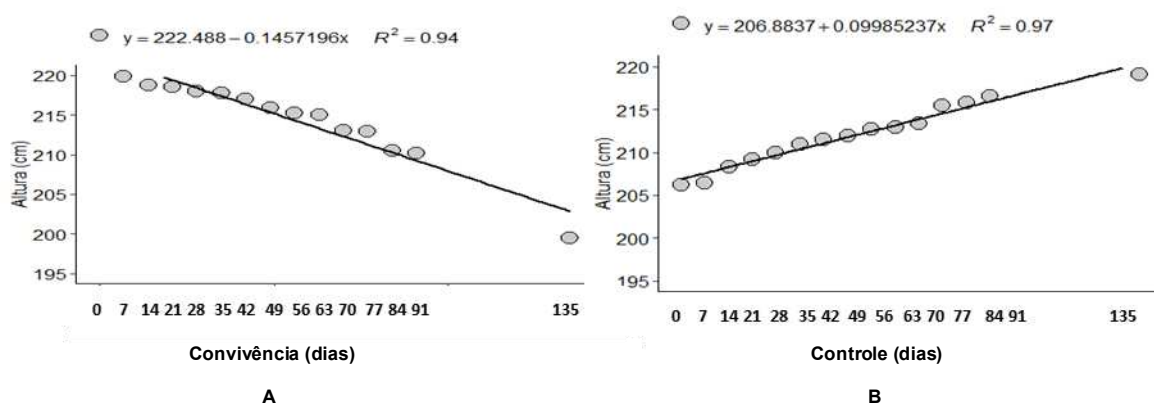 y = 222.488−0.1457196x R² = 0.94
Altura (cm)
220
215
210
205
200
195
0 7 14 21 28 35 42 49 56 63 70 77 84 91 135
Convivência (dias)
A
y = 206.8837+0.09985237x R² = 0.97
Altura (cm)
220
215
210
205
200
195
0 7 14 21 28 35 42 49 56 63 70 77 84 91 135
Controle (dias)
B